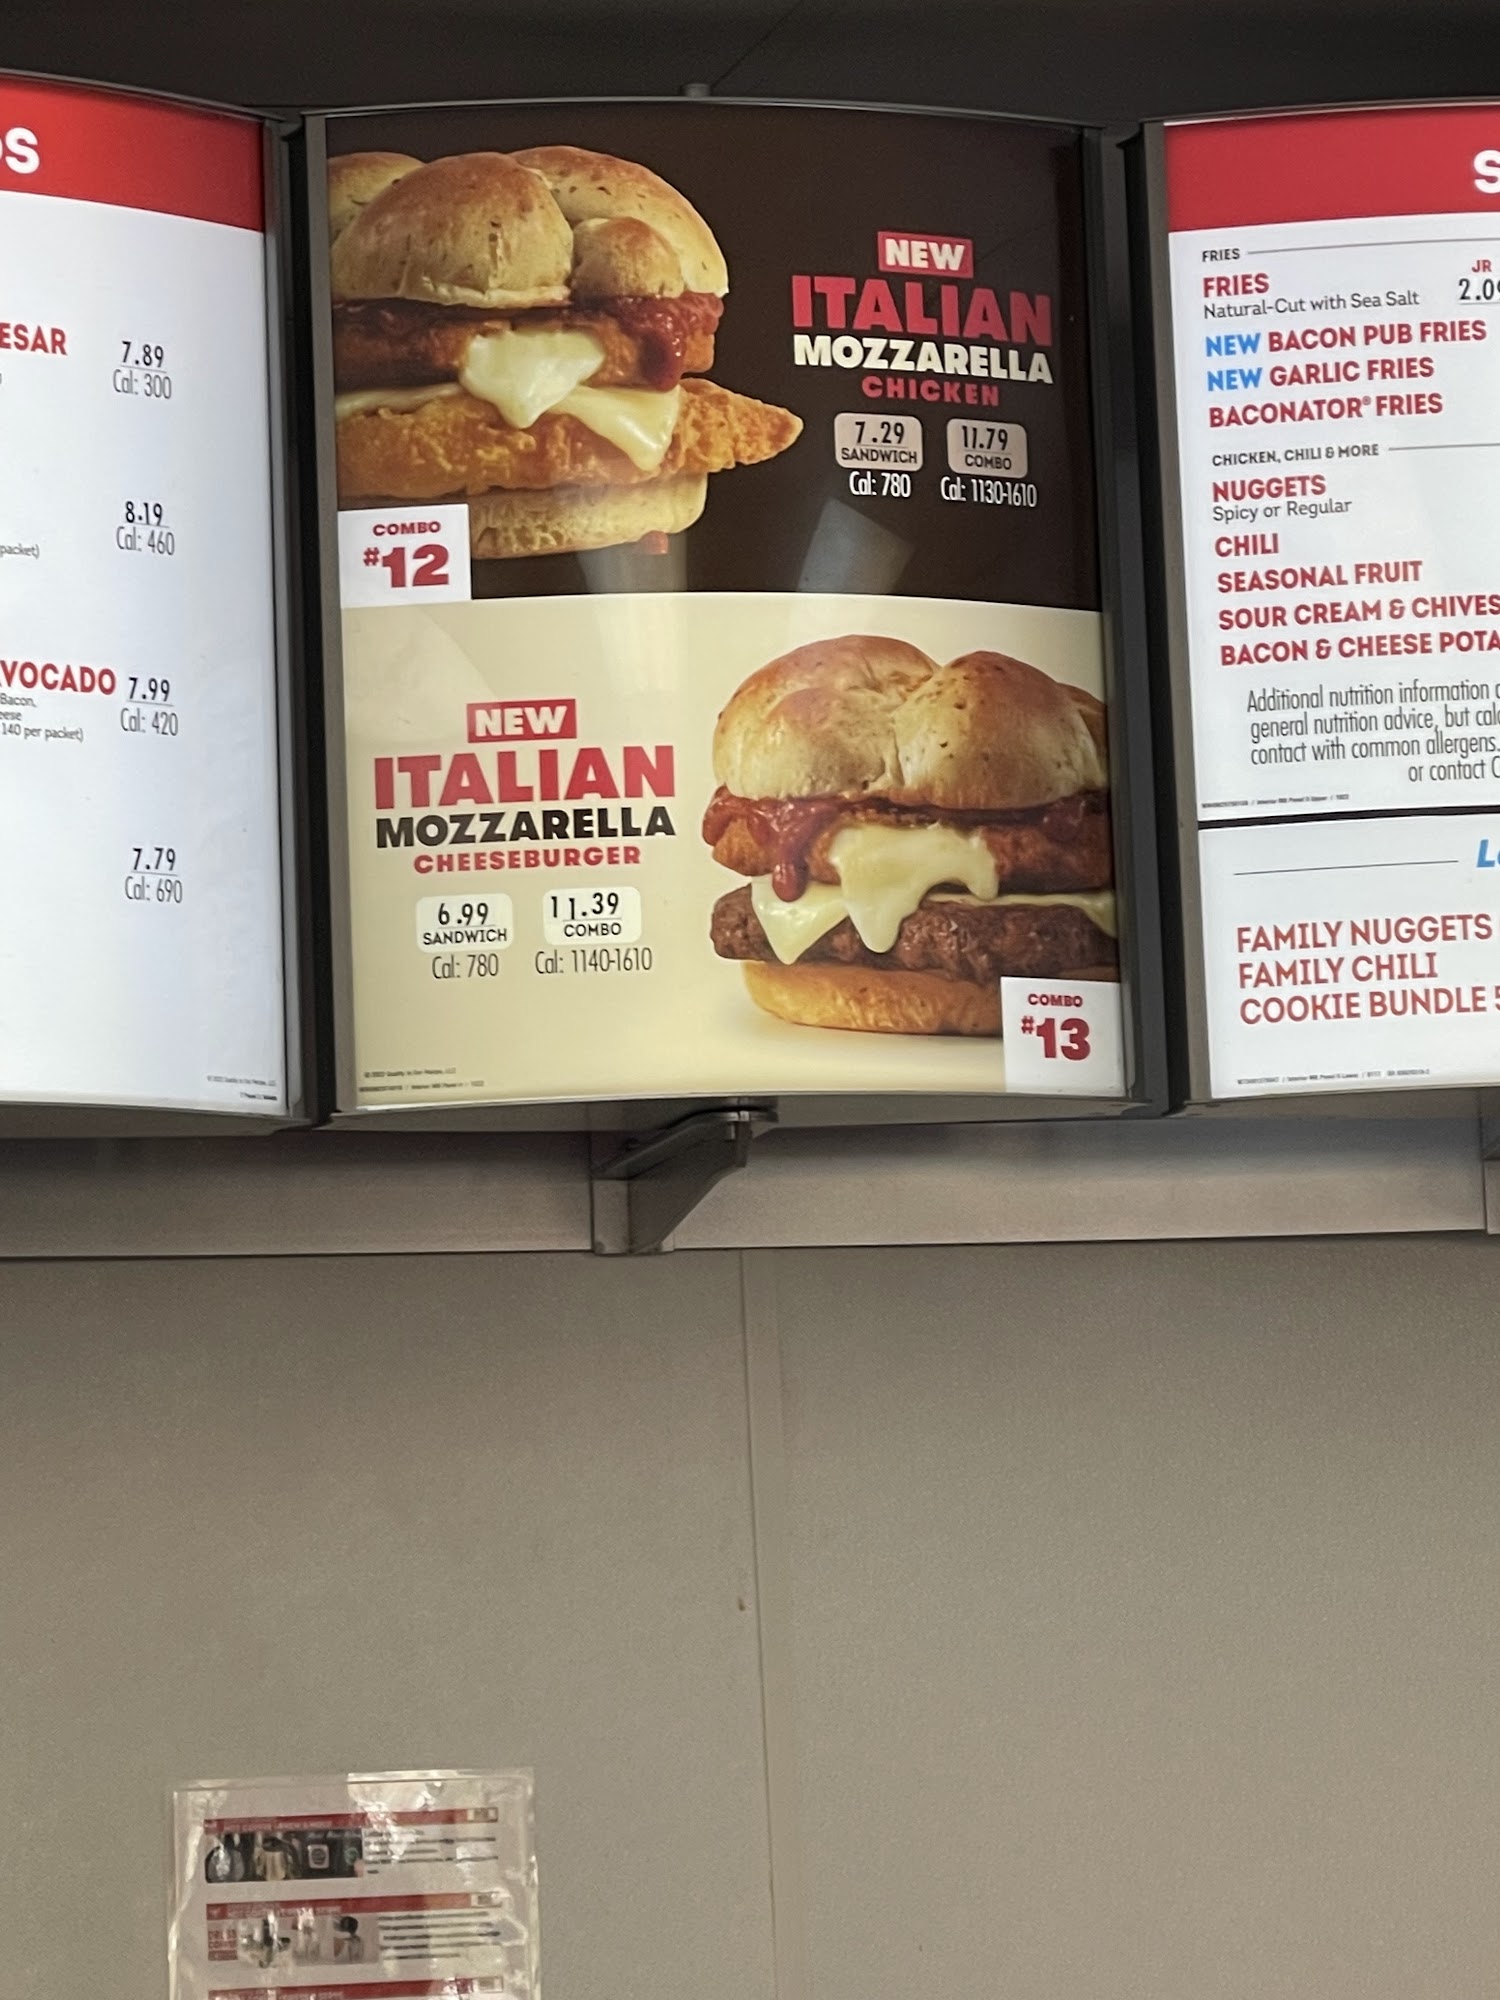 ESAR
7.89
Cal: 300
8.19
Cal: 460
packet)
VOCADO 7.99
Bacon,
Cal: 420
140 per packet)
7.79
Cal: 690
NEW
ITALIAN
MOZZARELLA
CHICKEN
7.29 11.79
SANDWICH COMBO
Cal: 780 Cal: 1130-1610
COMBO
#12
NEW
ITALIAN
MOZZARELLA
CHEESEBURGER
6.99 11.39
SANDWICH COMBO
Cal: 780 Cal: 1140-1610
COMBO
#13
S
FRIES
JR
FRIES 2.09
Natural-Cut with Sea Salt
NEW BACON PUB FRIES
NEW GARLIC FRIES
BACONATOR® FRIES
CHICKEN, CHILI & MORE
NUGGETS
Spicy or Regular
CHILI
SEASONAL FRUIT
SOUR CREAM & CHIVES
BACON & CHEESE POTA
Additional nutrition information
general nutrition advice, but calo
contact with common allergens.
or contact
FAMILY NUGGETS
FAMILY CHILI
COOKIE BUNDLE